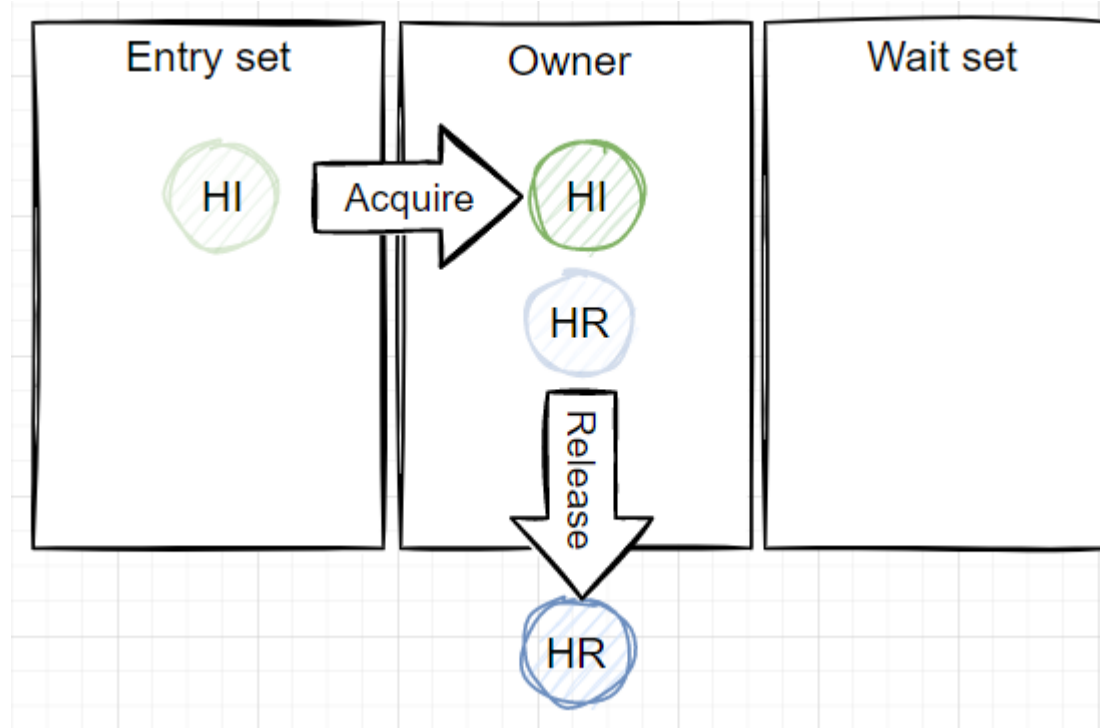 Entry set
Owner
Wait set
HI
Acquire
HI
HR
Release
HR